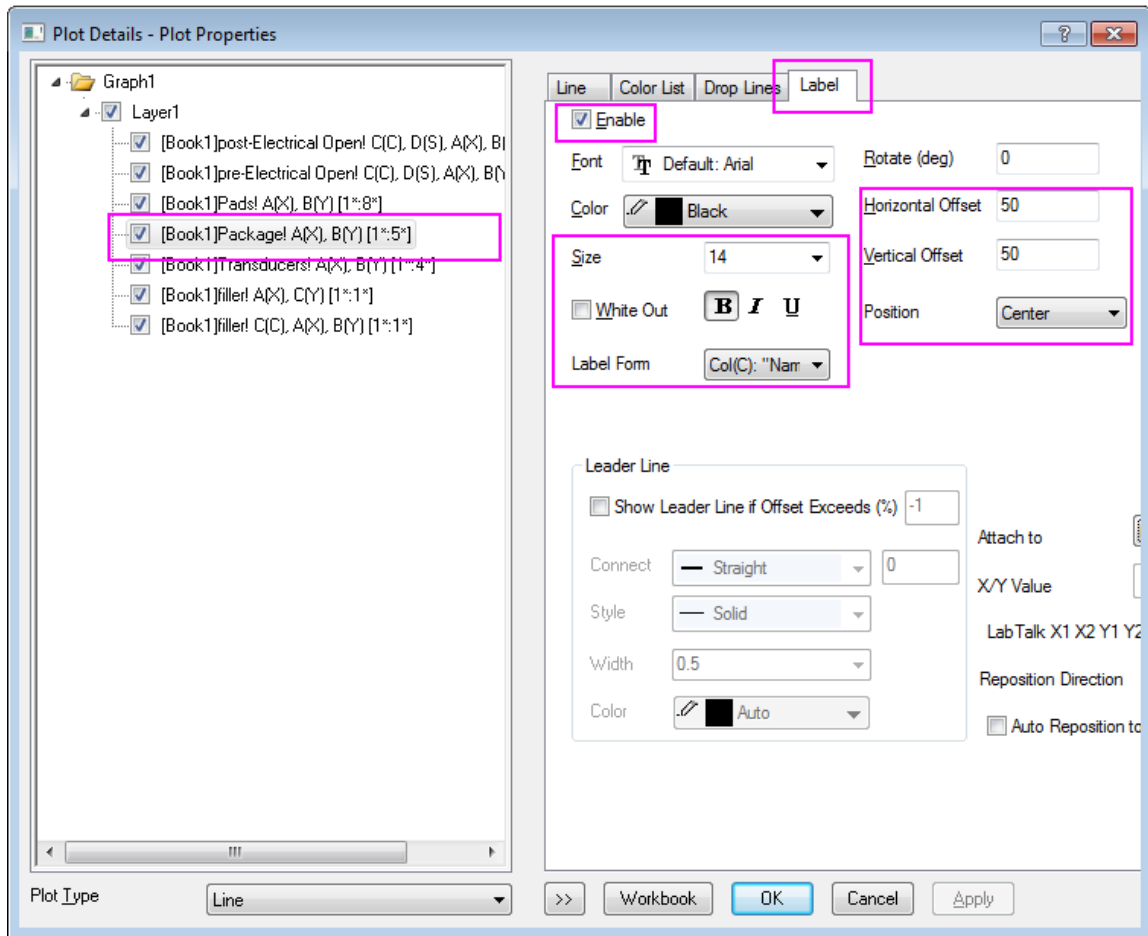 Plot Details - Plot Properties
Graph1
Layer1
[Book1]post-Electrical Open! C(C), D(S), A(X), B(
[Book1]pre-Electrical Open! C(C), D(S), A(X), B(Y
[Book1]Pads! A(X), B(Y) [1*:8*]
[Book1]Package! A(X), B(Y) [1*:5*]
[Book1]Transducers! A(X), B(Y) [1*:4*]
[Book1]filler! A(X), C(Y) [1*:1*]
[Book1]filler! C(C), A(X), B(Y) [1*:1*]
Plot Type Line
Line Color List Drop Lines Label
Enable
Font Default: Arial Rotate (deg) 0
Color Black Horizontal Offset 50
Size 14 Vertical Offset 50
White Out B I U Position Center
Label Form Col(C): "Nam
Leader Line
Show Leader Line if Offset Exceeds (%) -1
Attach to
Connect Straight 0
X/Y Value
Style Solid
LabTalk X1 X2 Y1 Y2
Width 0.5
Reposition Direction
Color Auto
Auto Reposition to
>> Workbook OK Cancel Apply